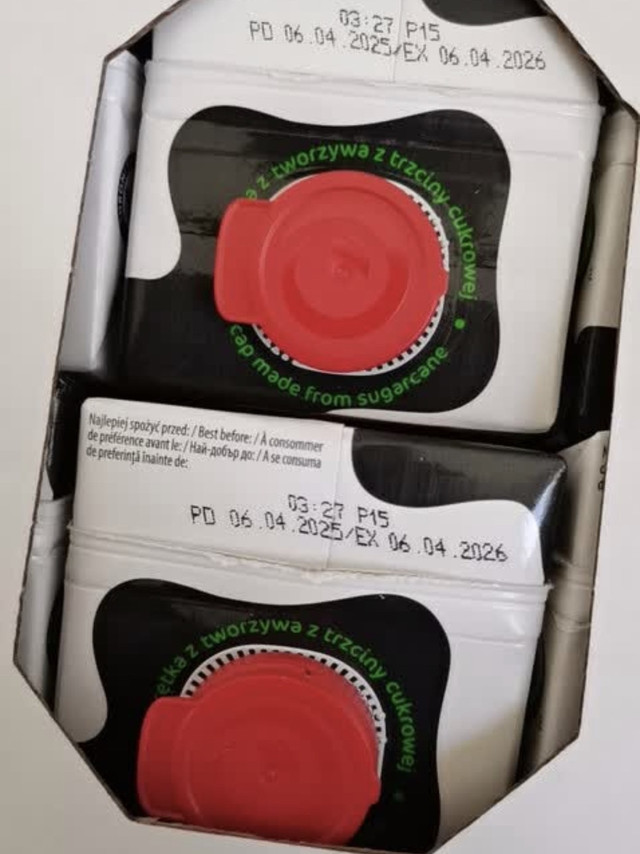 03:27 P15
PD 06.04.2025/EX 06.04.2026
z tworzywa z trzciny cukrowej
cap made from sugarcane
Najlepiej spożyć przed: / Best before: / À consommer
de préférence avant le: / Най-добър до: / A se consuma
de preferință înainte de:
03:27 P15
PD 06.04.2025/EX 06.04.2026
z tworzywa z trzciny cukrowej